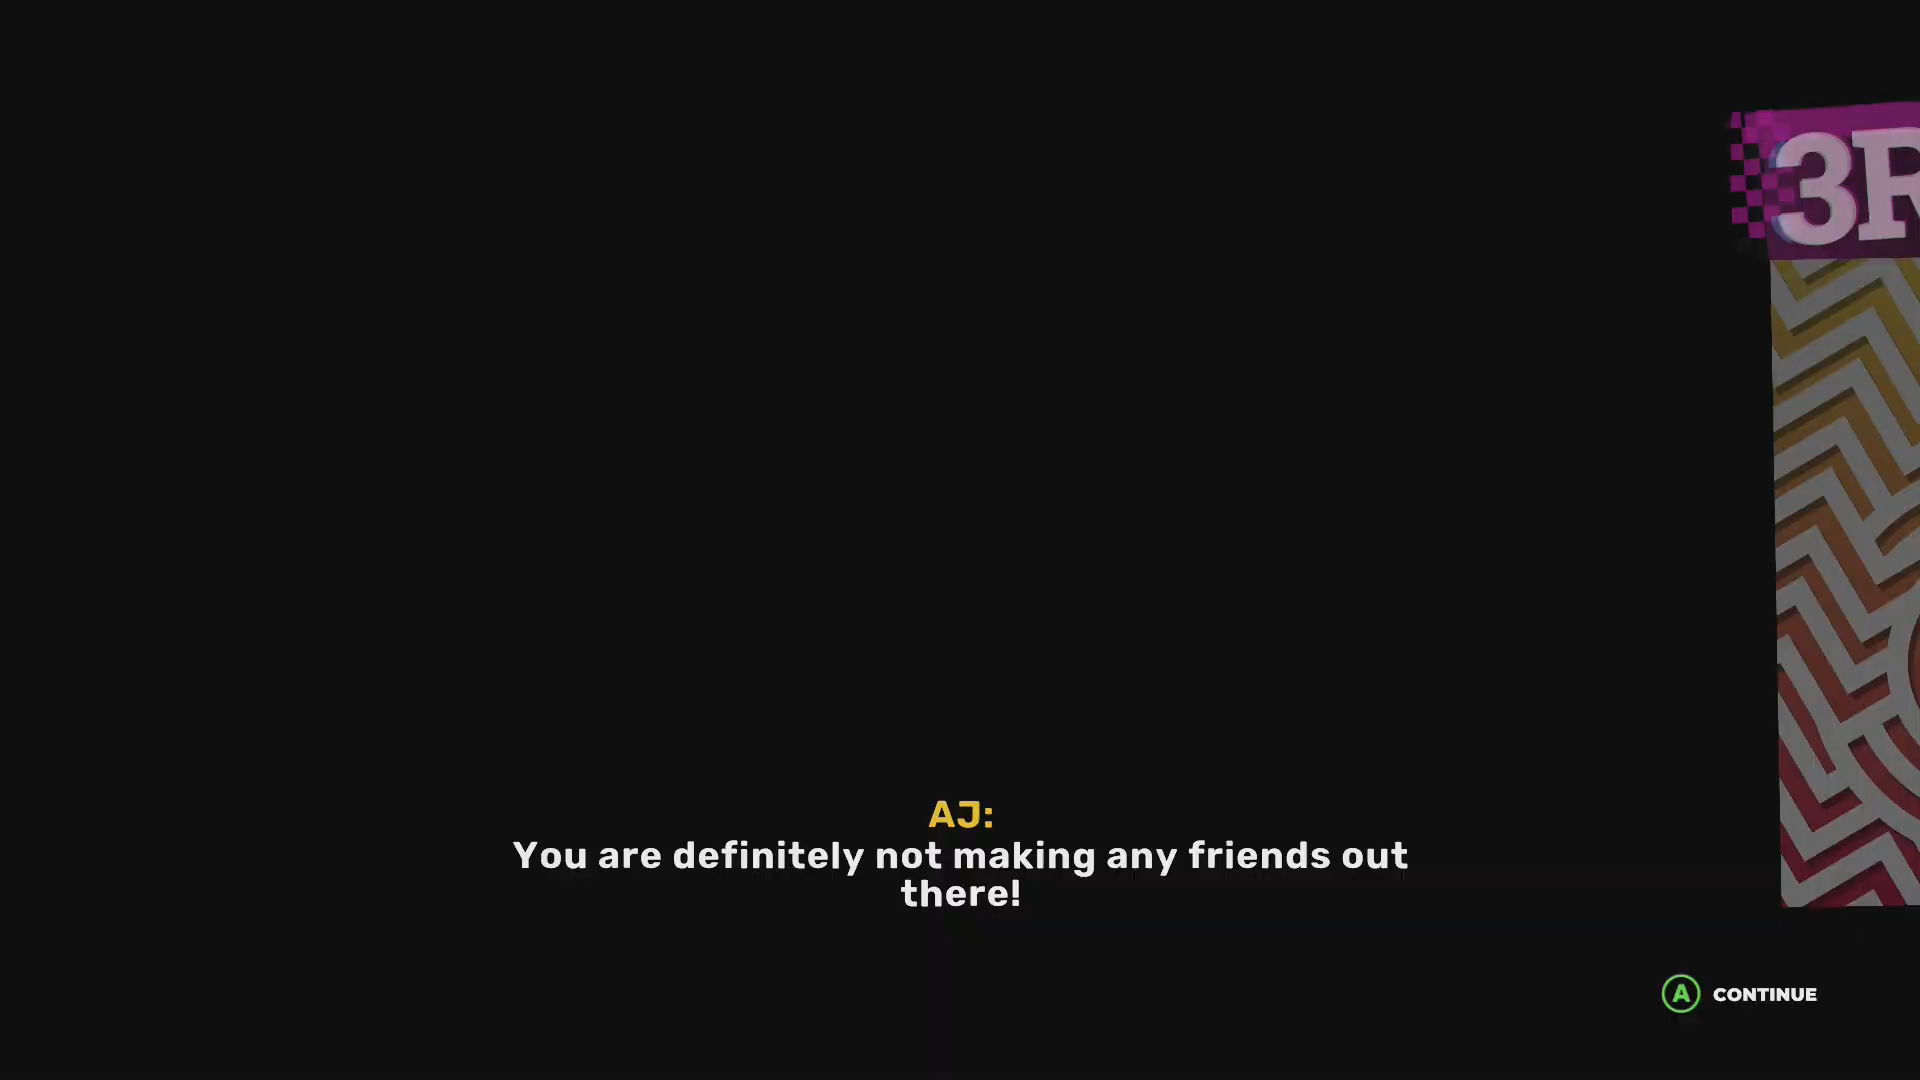 3R
AJ:
You are definitely not making any friends out
there!
A CONTINUE